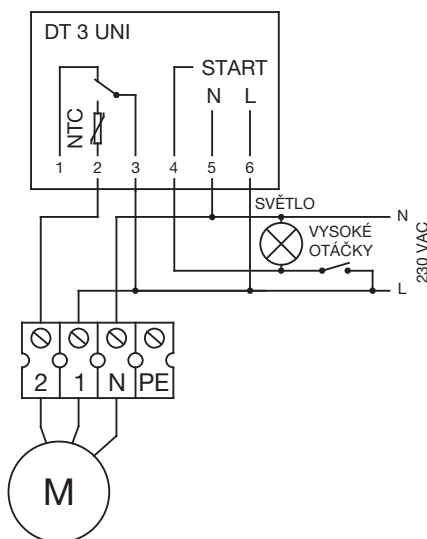 DT 3 UNI
START
N L
NTC
1 2 3 4 5 6
SVĚTLO
N
VYSOKÉ
OTÁČKY
230 VAC
L
2 1 N PE
M